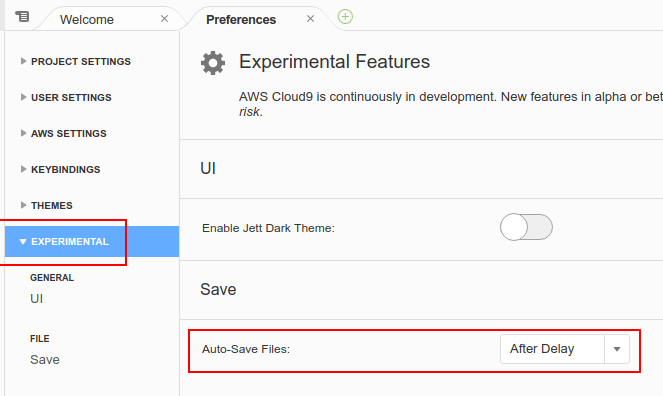 Welcome
Preferences
PROJECT SETTINGS
USER SETTINGS
AWS SETTINGS
KEYBINDINGS
THEMES
EXPERIMENTAL
GENERAL
UI
FILE
Save
Experimental Features
AWS Cloud9 is continuously in development. New features in alpha or bet
risk.
UI
Enable Jett Dark Theme:
Save
Auto-Save Files:
After Delay